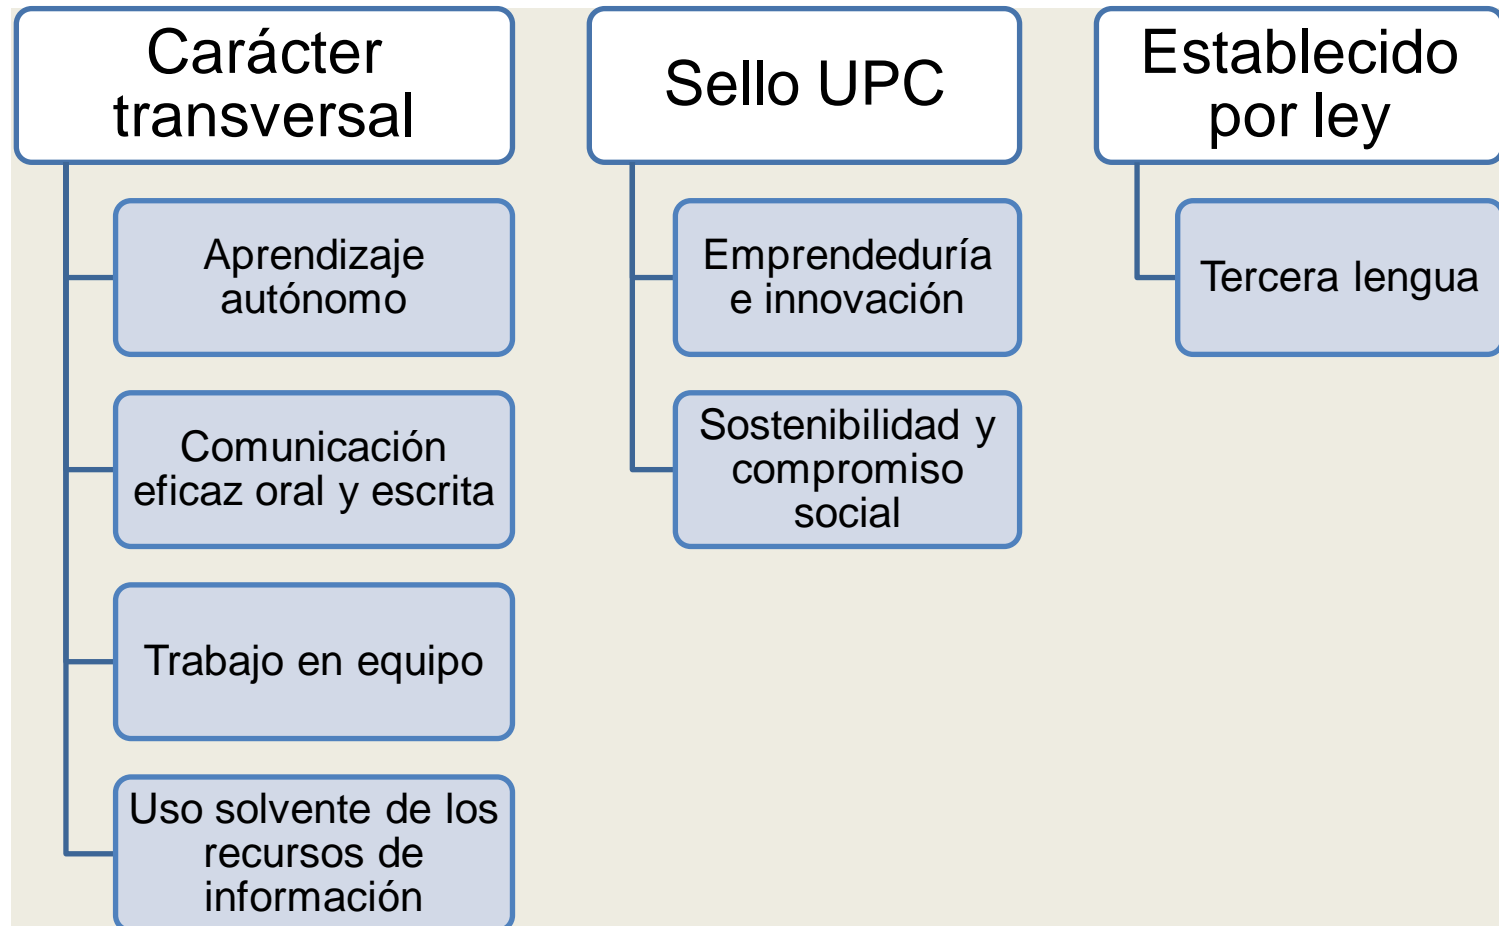 Carácter
transversal
Aprendizaje
autónomo
Comunicación
eficaz oral y escrita
Trabajo en equipo
Uso solvente de los
recursos de
información
Sello UPC
Emprendeduría
e innovación
Sostenibilidad y
compromiso
social
Establecido
por ley
Tercera lengua